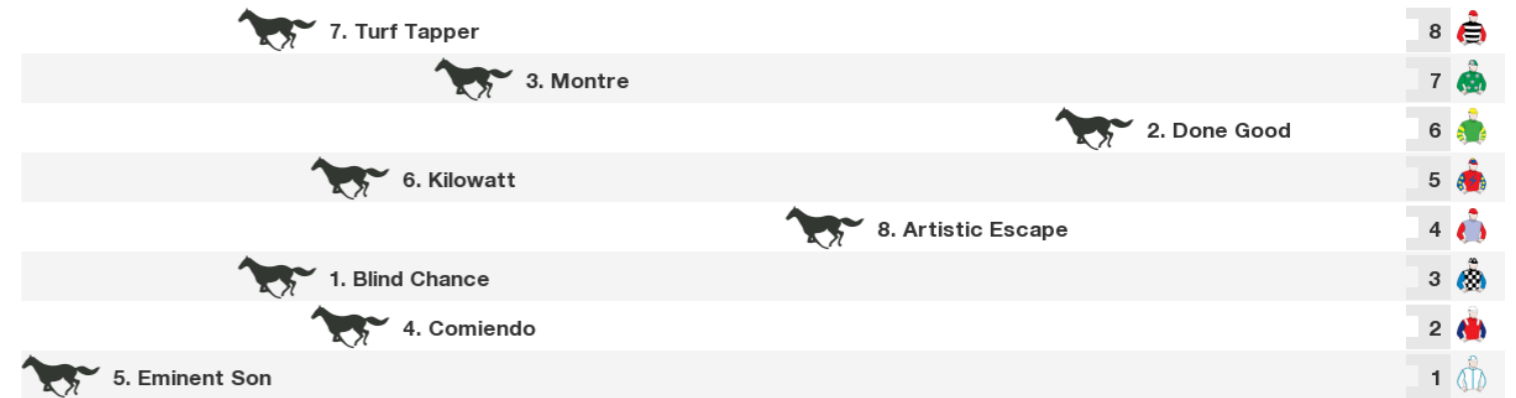 7. Turf Tapper 8
3. Montre 7
2. Done Good 6
6. Kilowatt 5
8. Artistic Escape 4
1. Blind Chance 3
4. Comiendo 2
5. Eminent Son 1